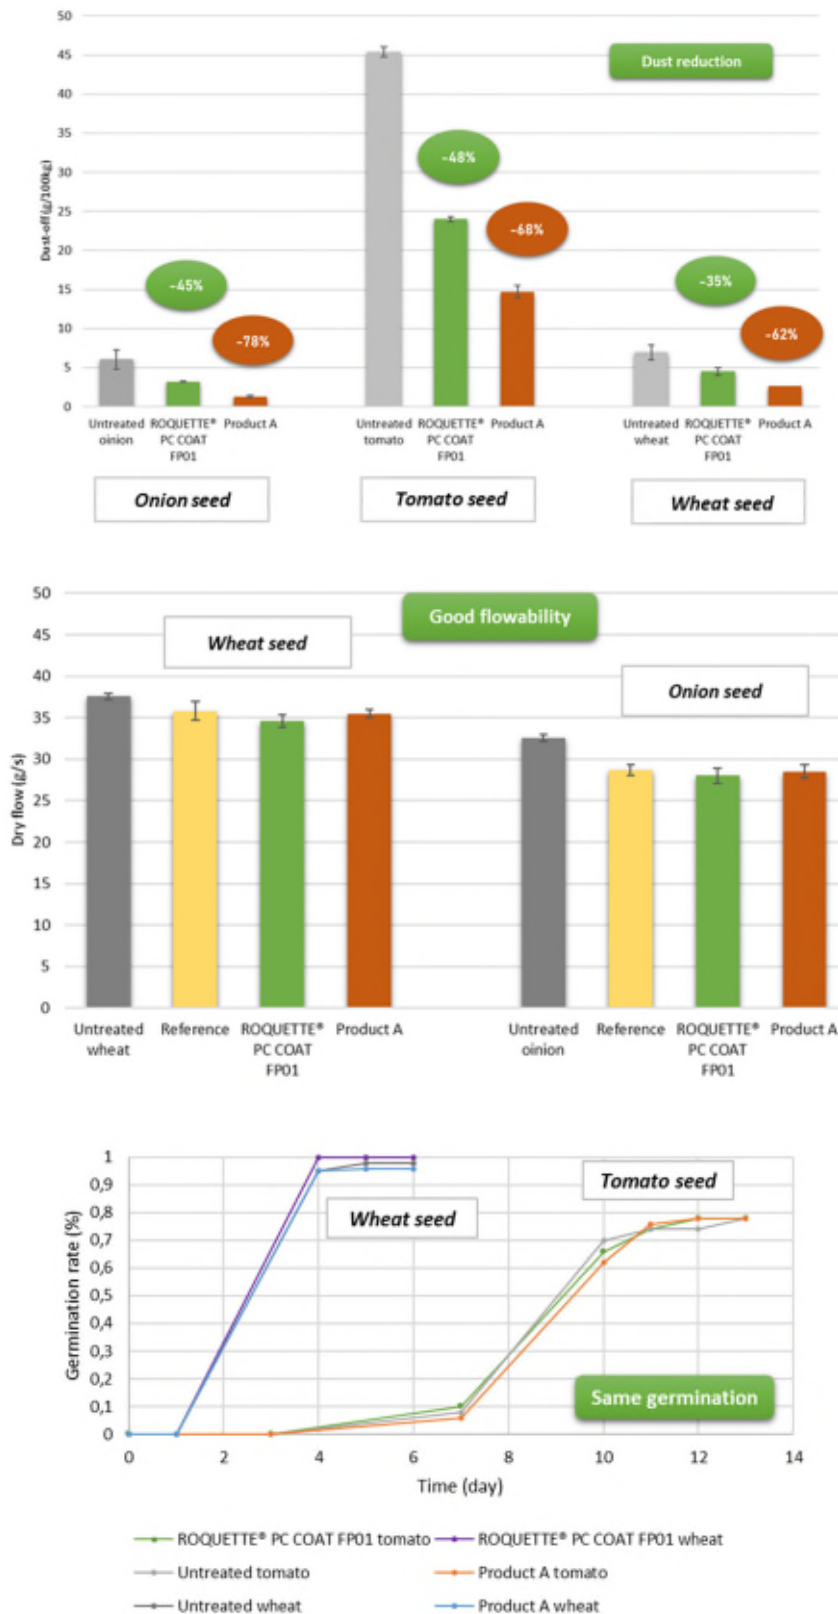 50
45
40
35
30
25
20
15
10
5
0
Dust-off (g/100kg)
Dust reduction
-48%
-68%
-45%
-35%
-78%
-62%
Untreated oinion
ROQUETTE® PC COAT FP01
Product A
Untreated tomato
ROQUETTE® PC COAT FP01
Product A
Untreated wheat
ROQUETTE® PC COAT FP01
Product A
Onion seed
Tomato seed
Wheat seed
50
45
40
35
30
25
20
15
10
5
0
Dry flow (g/s)
Good flowability
Wheat seed
Onion seed
Untreated wheat
Reference
ROQUETTE® PC COAT FP01
Product A
Untreated oinion
Reference
ROQUETTE® PC COAT FP01
Product A
1
0,9
0,8
0,7
0,6
0,5
0,4
0,3
0,2
0,1
0
Germination rate (%)
Tomato seed
Wheat seed
Same germination
0 2 4 6 8 10 12 14
Time (day)
ROQUETTE® PC COAT FP01 tomato
ROQUETTE® PC COAT FP01 wheat
Untreated tomato
Product A tomato
Untreated wheat
Product A wheat